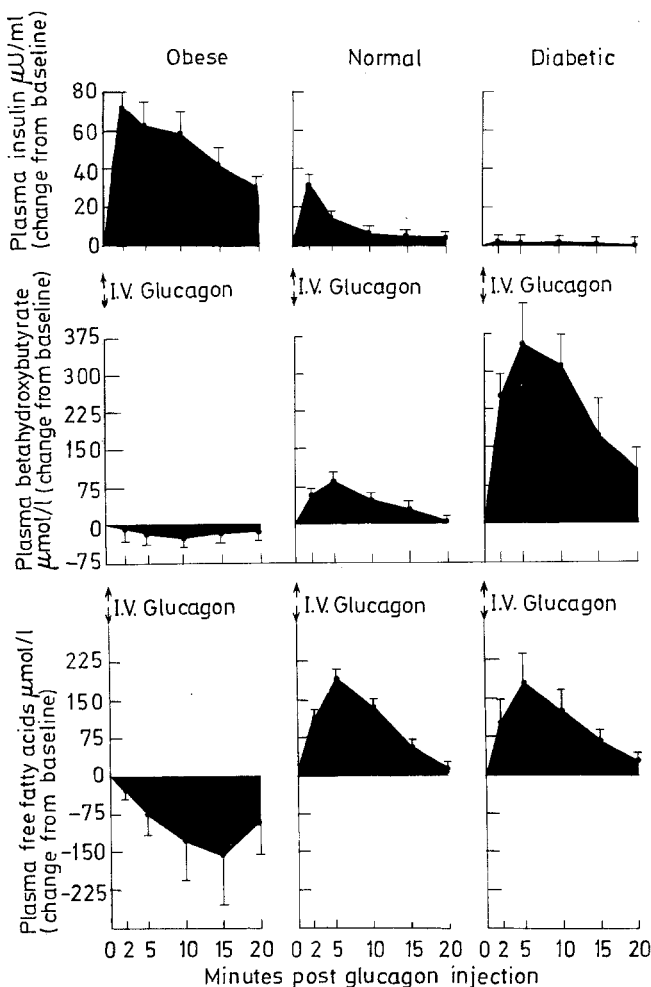 Obese Normal Diabetic
Plasma insulin µU/ml
(change from baseline)
80
60
40
20
0
I.V. Glucagon I.V. Glucagon I.V. Glucagon
Plasma betahydroxybutyrate
µmol/l (change from baseline)
375
300
225
150
75
0
-75
I.V. Glucagon I.V. Glucagon I.V. Glucagon
Plasma free fatty acids µmol/l
(change from baseline)
225
150
75
0
-75
-150
-225
0 2 5 10 15 20 0 2 5 10 15 20 0 2 5 10 15 20
Minutes post glucagon injection